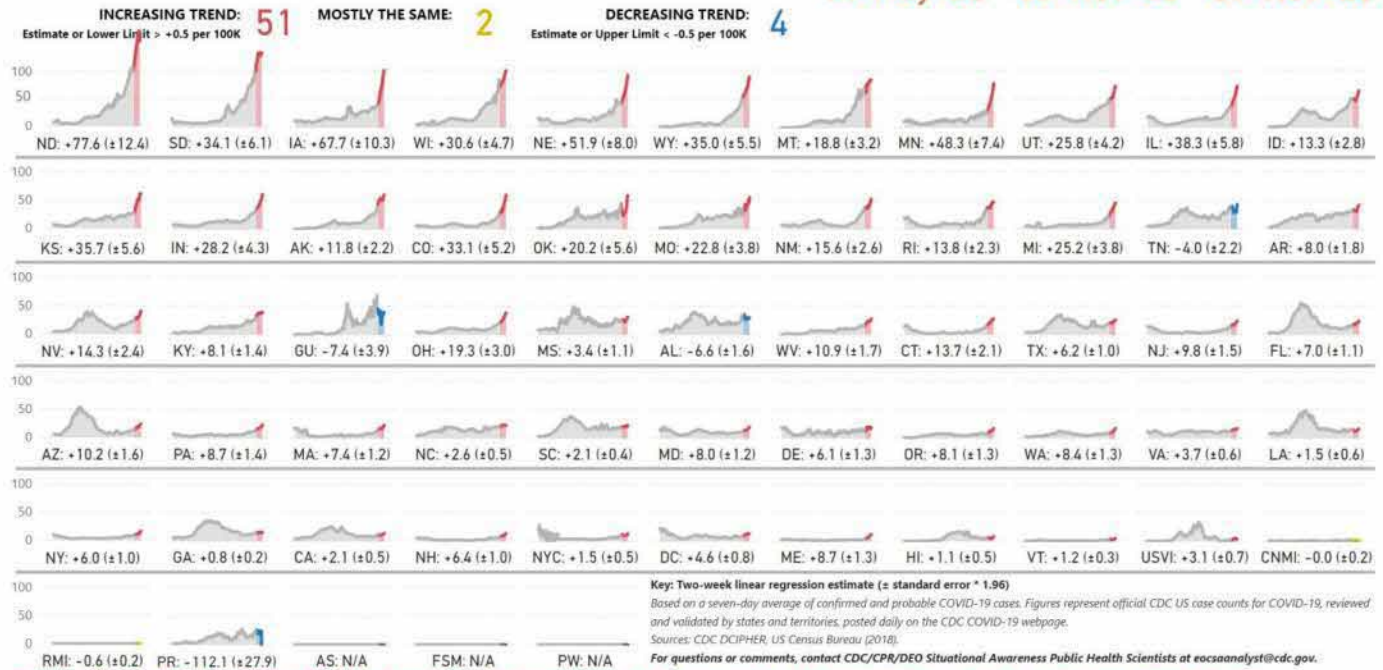 INCREASING TREND: 51 MOSTLY THE SAME: 2 DECREASING TREND: 4
Estimate or Lower Limit > +0.5 per 100K Estimate or Upper Limit < -0.5 per 100K
100
50
0
ND: +77.6 (±12.4) SD: +34.1 (±6.1) IA: +67.7 (±10.3) WI: +30.6 (±4.7) NE: +51.9 (±8.0) WY: +35.0 (±5.5) MT: +18.8 (±3.2) MN: +48.3 (±7.4) UT: +25.8 (±4.2) IL: +38.3 (±5.8) ID: +13.3 (±2.8)
100
50
0
KS: +35.7 (±5.6) IN: +28.2 (±4.3) AK: +11.8 (±2.2) CO: +33.1 (±5.2) OK: +20.2 (±5.6) MO: +22.8 (±3.8) NM: +15.6 (±2.6) RI: +13.8 (±2.3) MI: +25.2 (±3.8) TN: -4.0 (±2.2) AR: +8.0 (±1.8)
100
50
0
NV: +14.3 (±2.4) KY: +8.1 (±1.4) GU: -7.4 (±3.9) OH: +19.3 (±3.0) MS: +3.4 (±1.1) AL: -6.6 (±1.6) WV: +10.9 (±1.7) CT: +13.7 (±2.1) TX: +6.2 (±1.0) NJ: +9.8 (±1.5) FL: +7.0 (±1.1)
100
50
0
AZ: +10.2 (±1.6) PA: +8.7 (±1.4) MA: +7.4 (±1.2) NC: +2.6 (±0.5) SC: +2.1 (±0.4) MD: +8.0 (±1.2) DE: +6.1 (±1.3) OR: +8.1 (±1.3) WA: +8.4 (±1.3) VA: +3.7 (±0.6) LA: +1.5 (±0.6)
100
50
0
NY: +6.0 (±1.0) GA: +0.8 (±0.2) CA: +2.1 (±0.5) NH: +6.4 (±1.0) NYC: +1.5 (±0.5) DC: +4.6 (±0.8) ME: +8.7 (±1.3) HI: +1.1 (±0.5) VT: +1.2 (±0.3) USVI: +3.1 (±0.7) CNMI: -0.0 (±0.2)
100
50
0
RMI: -0.6 (±0.2) PR: -112.1 (±27.9) AS: N/A FSM: N/A PW: N/A
Key: Two-week linear regression estimate (± standard error * 1.96)
Based on a seven-day average of confirmed and probable COVID-19 cases. Figures represent official CDC US case counts for COVID-19, reviewed
and validated by states and territories, posted daily on the CDC COVID-19 webpage.
Sources: CDC DCIPHER, US Census Bureau (2018).
For questions or comments, contact CDC/CPR/DEO Situational Awareness Public Health Scientists at eocsaanalyst@cdc.gov.